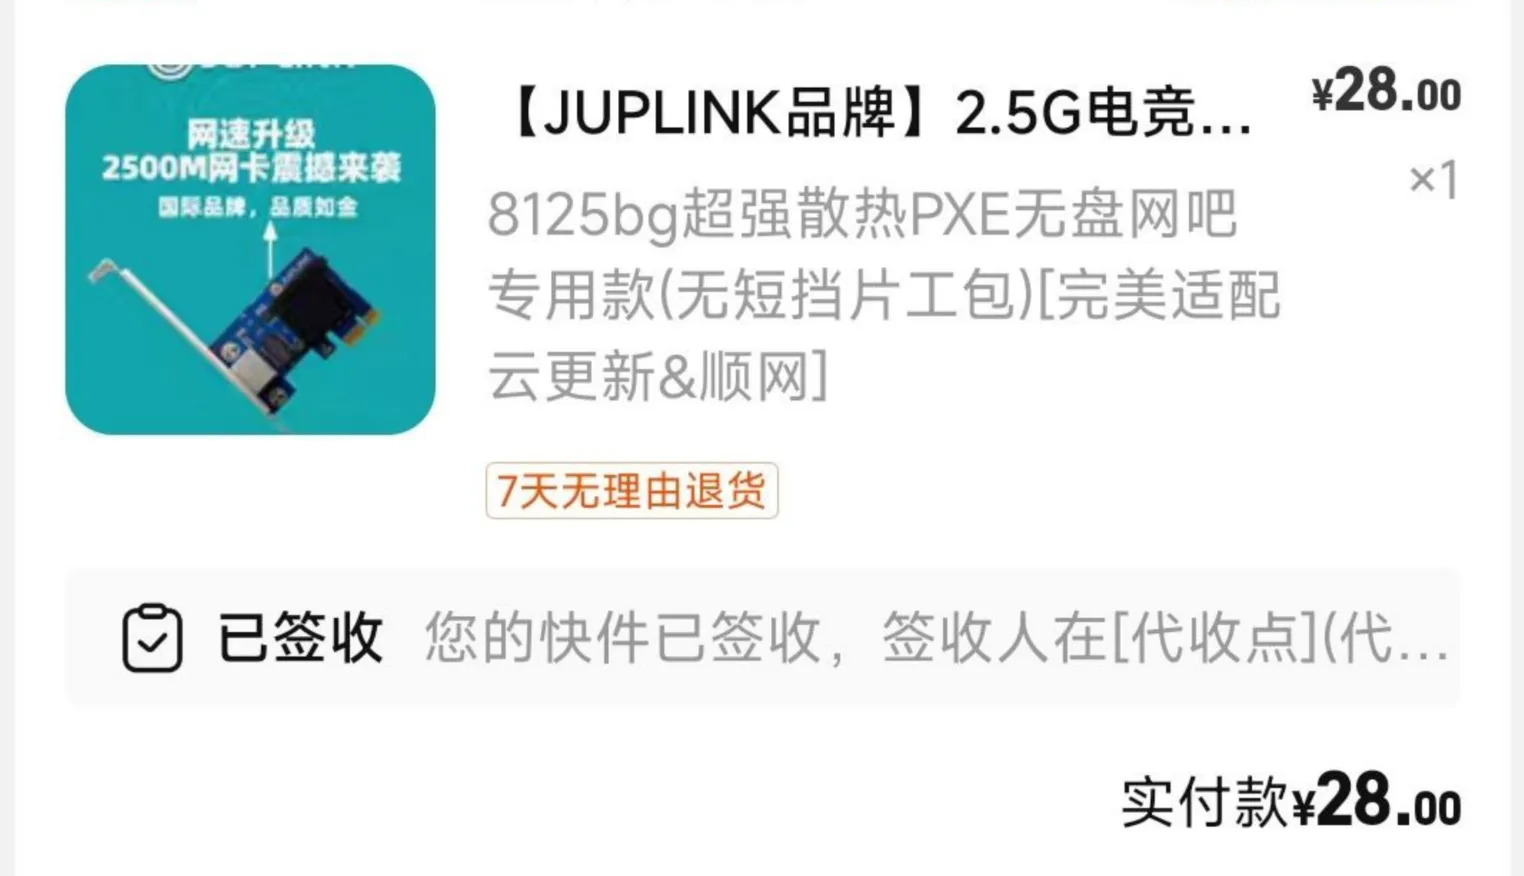 网速升级
2500M网卡震撼来袭
国际品牌，品质如金
【JUPLINK品牌】2.5G电竞...
¥28.00
×1
8125bg超强散热PXE无盘网吧
专用款(无短挡片工包)[完美适配
云更新&顺网]
7天无理由退货
已签收 您的快件已签收，签收人在[代收点](代...
实付款¥28.00